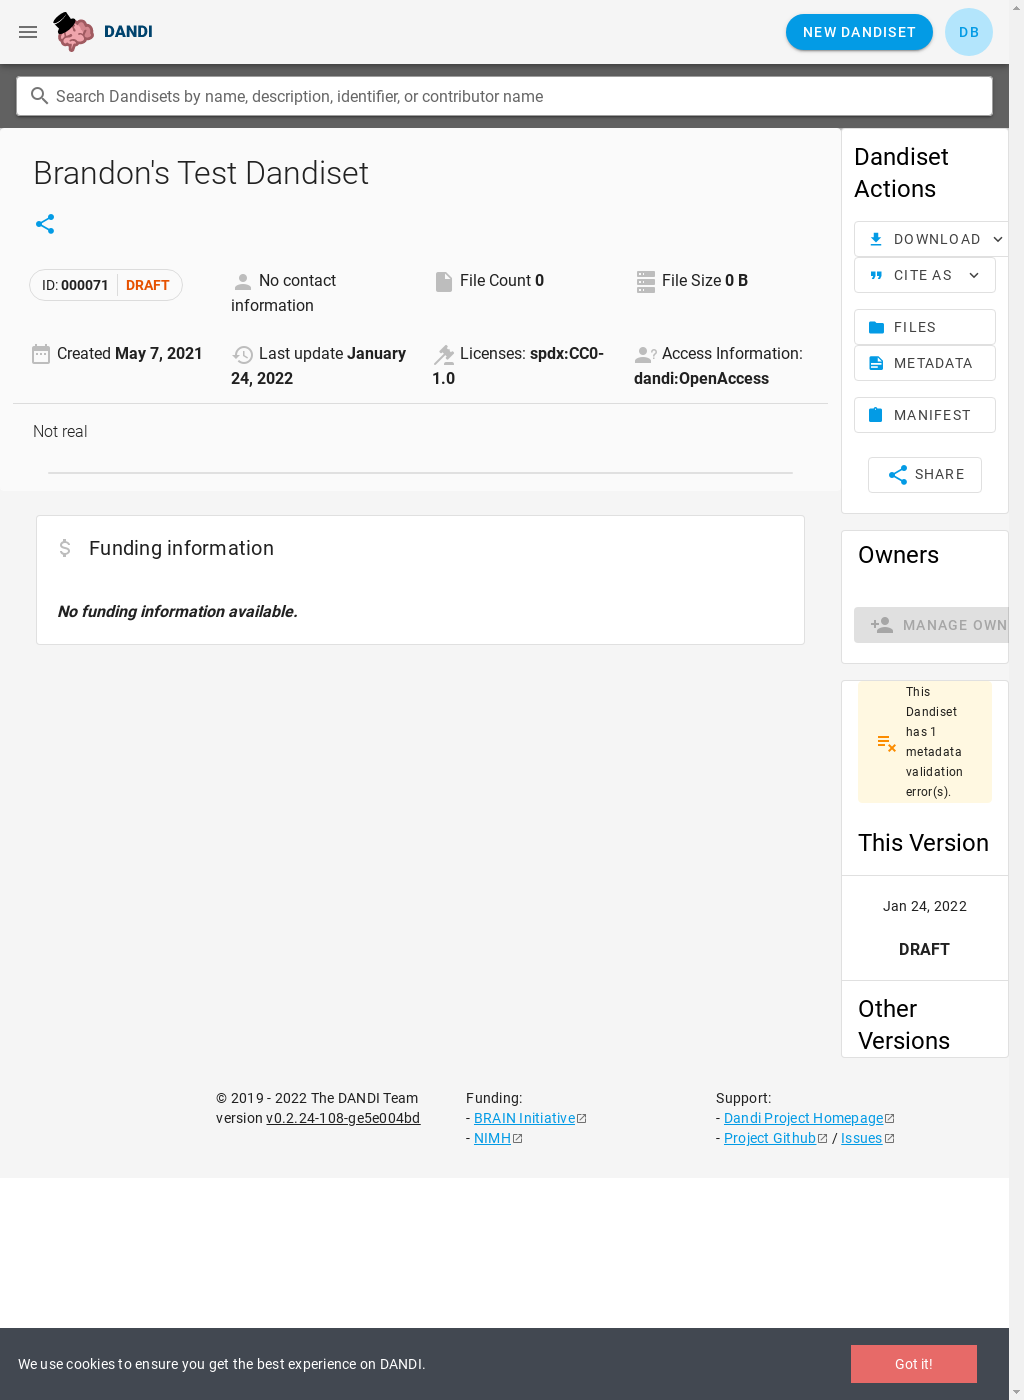 DANDI
NEW DANDISET
DB
Search Dandisets by name, description, identifier, or contributor name
Brandon's Test Dandiset
ID: 000071 DRAFT
No contact
information
File Count 0
File Size 0 B
Created May 7, 2021
Last update January
24, 2022
Licenses: spdx:CC0-
1.0
Access Information:
dandi:OpenAccess
Not real
Funding information
No funding information available.
Dandiset
Actions
DOWNLOAD
CITE AS
FILES
METADATA
MANIFEST
SHARE
Owners
MANAGE OWN
This
Dandiset
has 1
metadata
validation
error(s).
This Version
Jan 24, 2022
DRAFT
Other
Versions
© 2019 - 2022 The DANDI Team
version v0.2.24-108-ge5e004bd
Funding:
- BRAIN Initiative
- NIMH
Support:
- Dandi Project Homepage
- Project Github / Issues
We use cookies to ensure you get the best experience on DANDI.
Got it!